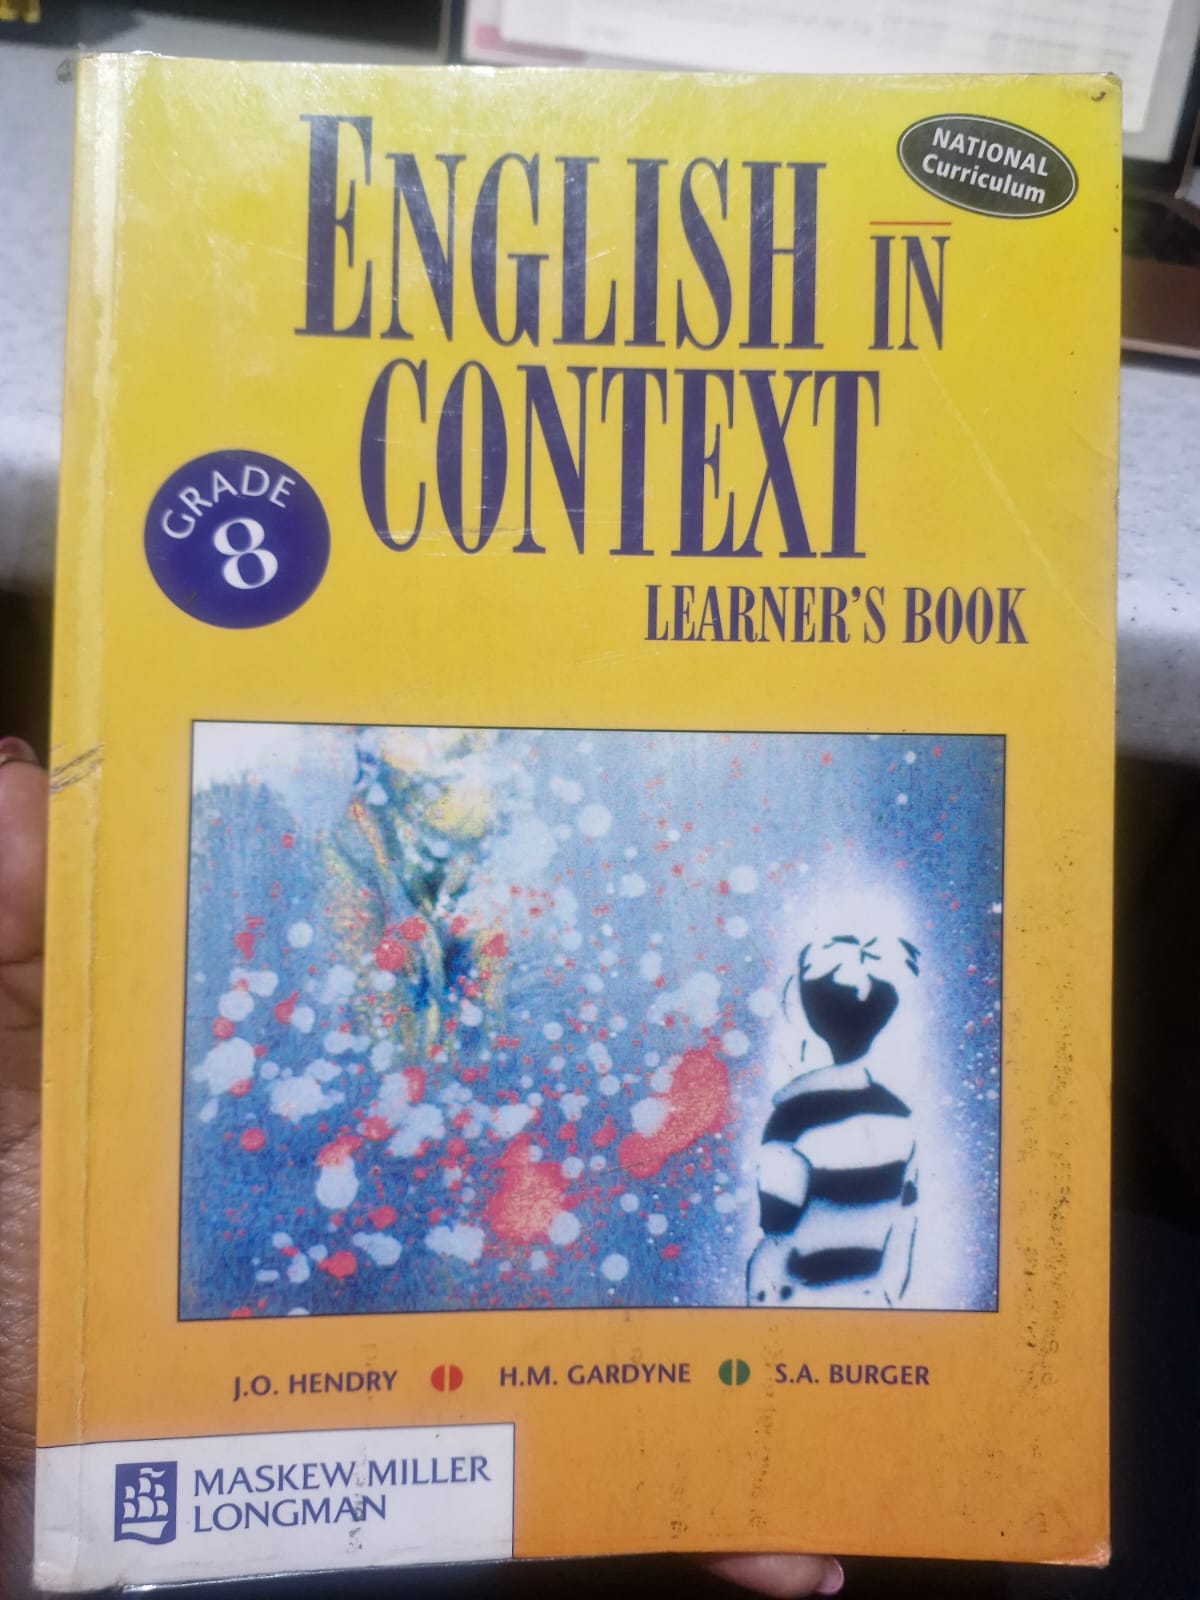 NATIONAL
Curriculum
ENGLISH IN
CONTEXT
GRADE
8
LEARNER'S BOOK
J.O. HENDRY H.M. GARDYNE S.A. BURGER
MASKEW MILLER
LONGMAN